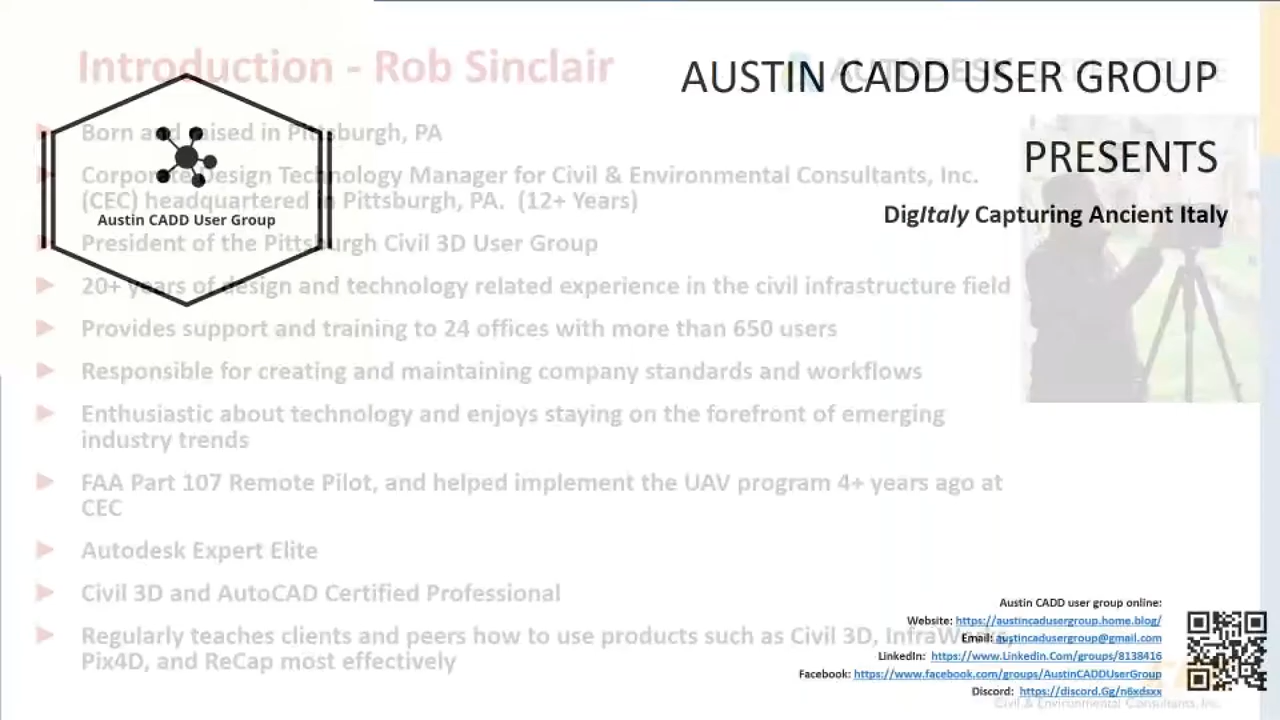 Introduction - Rob Sinclair
Born and raised in Pittsburgh, PA
Corporate Design Technology Manager for Civil & Environmental Consultants, Inc.
(CEC) headquartered in Pittsburgh, PA. (12+ Years)
President of the Pittsburgh Civil 3D User Group
20+ years of design and technology related experience in the civil infrastructure field
Provides support and training to 24 offices with more than 650 users
Responsible for creating and maintaining company standards and workflows
Enthusiastic about technology and enjoys staying on the forefront of emerging
industry trends
FAA Part 107 Remote Pilot, and helped implement the UAV program 4+ years ago at
CEC
Autodesk Expert Elite
Civil 3D and AutoCAD Certified Professional
Regularly teaches clients and peers how to use products such as Civil 3D, InfraWorks,
Pix4D, and ReCap most effectively
Austin CADD User Group
AUSTIN CADD USER GROUP
PRESENTS
DigItaly Capturing Ancient Italy
Austin CADD user group online:
Website: https://austincadusergroup.home.blog/
Email: austincadusergroup@gmail.com
LinkedIn: https://www.Linkedin.Com/groups/8138416
Facebook: https://www.facebook.com/groups/AustinCADDUserGroup
Discord: https://discord.Gg/n6xdsxx
Civil & Environmental Consultants, Inc.